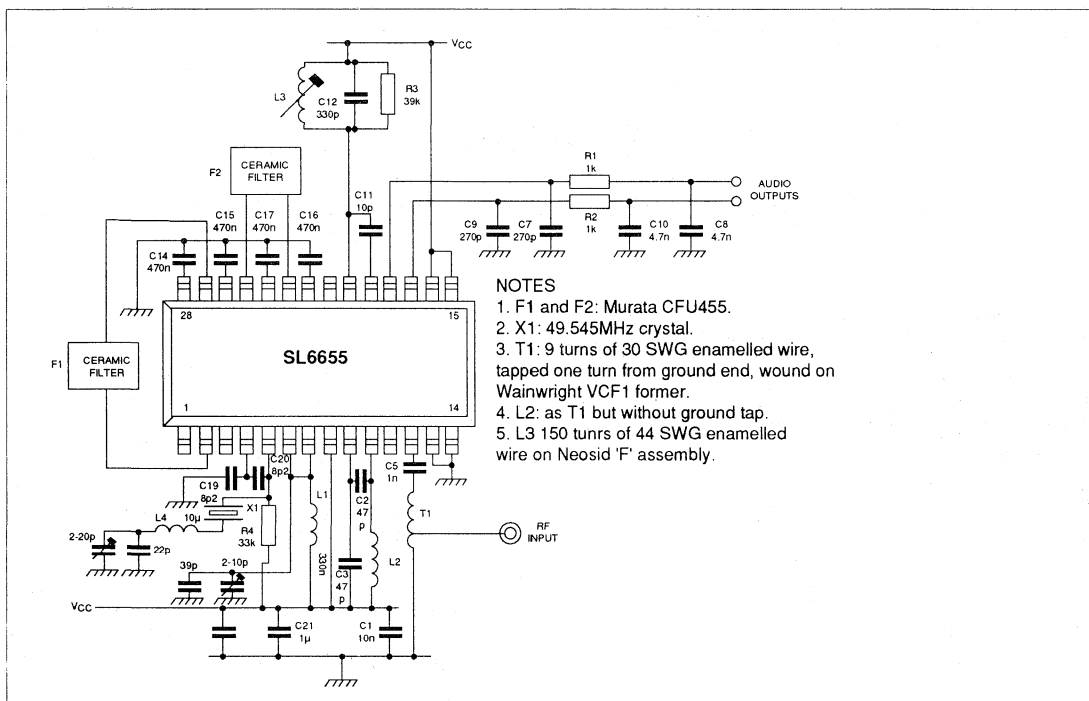 VCC
L3
C12
330p
R3
39k
F2
CERAMIC
FILTER
C11
10p
R1
1k
AUDIO
OUTPUTS
R2
1k
C15
470n
C17
470n
C16
470n
C9
270p
C7
270p
C10
4.7n
C8
4.7n
C14
470n
28
15
SL6655
1
14
F1
CERAMIC
FILTER
NOTES
1. F1 and F2: Murata CFU455.
2. X1: 49.545MHz crystal.
3. T1: 9 turns of 30 SWG enamelled wire,
tapped one turn from ground end, wound on
Wainwright VCF1 former.
4. L2: as T1 but without ground tap.
5. L3 150 tunrs of 44 SWG enamelled
wire on Neosid 'F' assembly.
C20
8p2
C19
8p2
C5
1n
X1
L4
10µ
R4
33k
L1
330n
C2
47
p
T1
RF
INPUT
2-20p
22p
39p
2-10p
C3
47
p
L2
VCC
C21
1µ
C1
10n